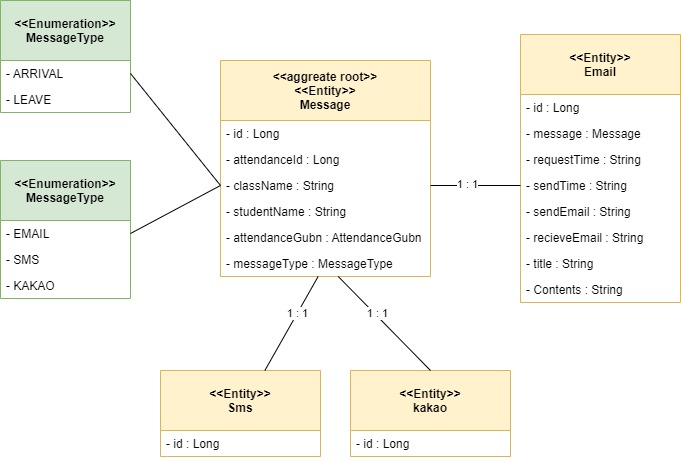 <<Enumeration>>
MessageType
- ARRIVAL
- LEAVE
<<Enumeration>>
MessageType
- EMAIL
- SMS
- KAKAO
<<aggreate root>>
<<Entity>>
Message
- id : Long
- attendanceId : Long
- className : String
- studentName : String
- attendanceGubn : AttendanceGubn
- messageType : MessageType
1 : 1
<<Entity>>
Email
- id : Long
- message : Message
- requestTime : String
- sendTime : String
- sendEmail : String
- recieveEmail : String
- title : String
- Contents : String
1 : 1
1 : 1
<<Entity>>
Sms
- id : Long
<<Entity>>
kakao
- id : Long